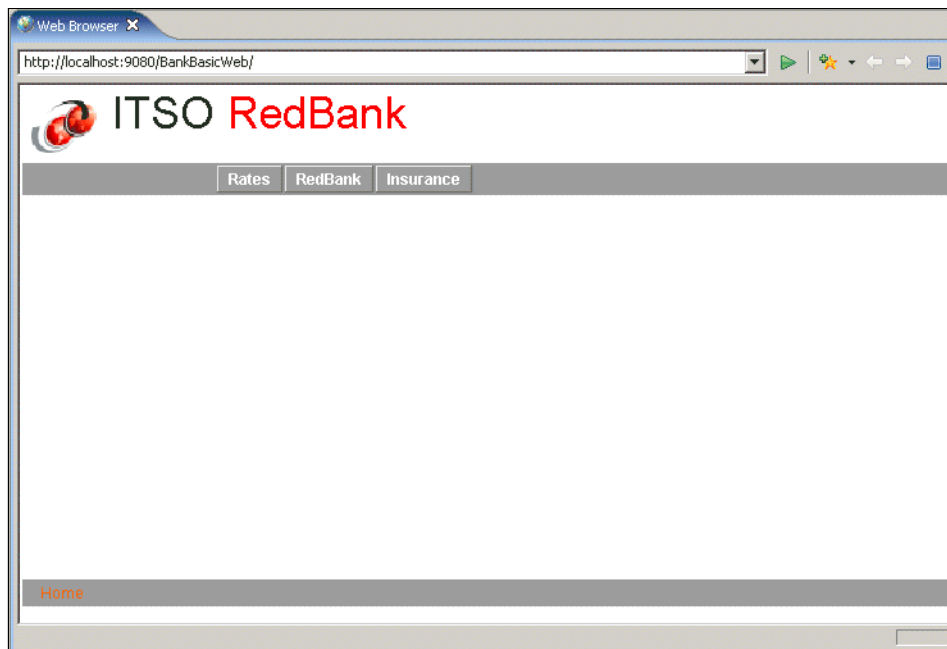 Web Browser
http://localhost:9080/BankBasicWeb/
ITSO RedBank
Rates RedBank Insurance
Home